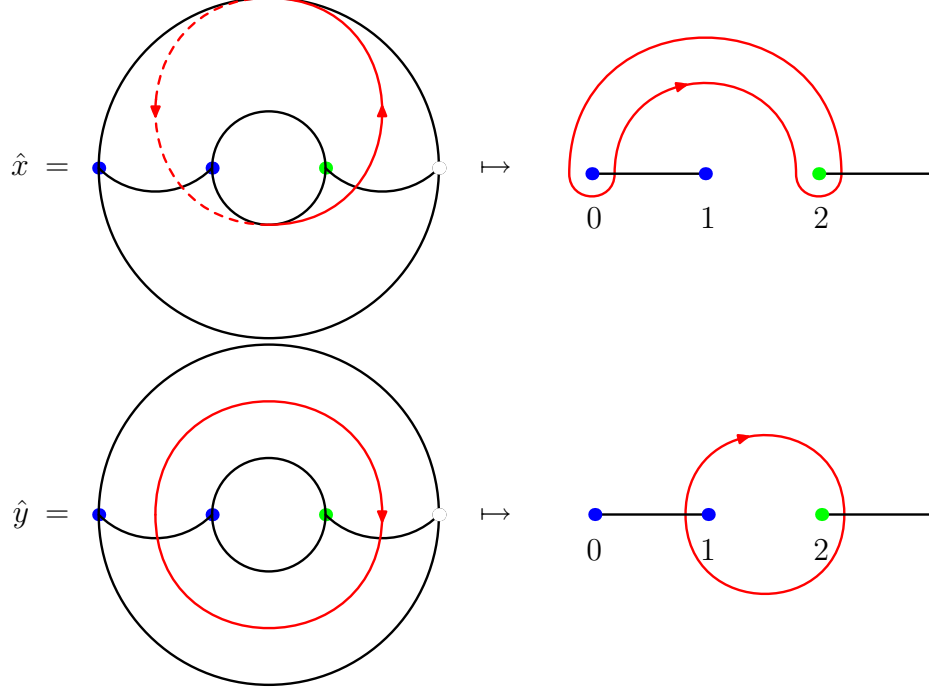 x̂ = ↦
0 1 2
ŷ = ↦
0 1 2